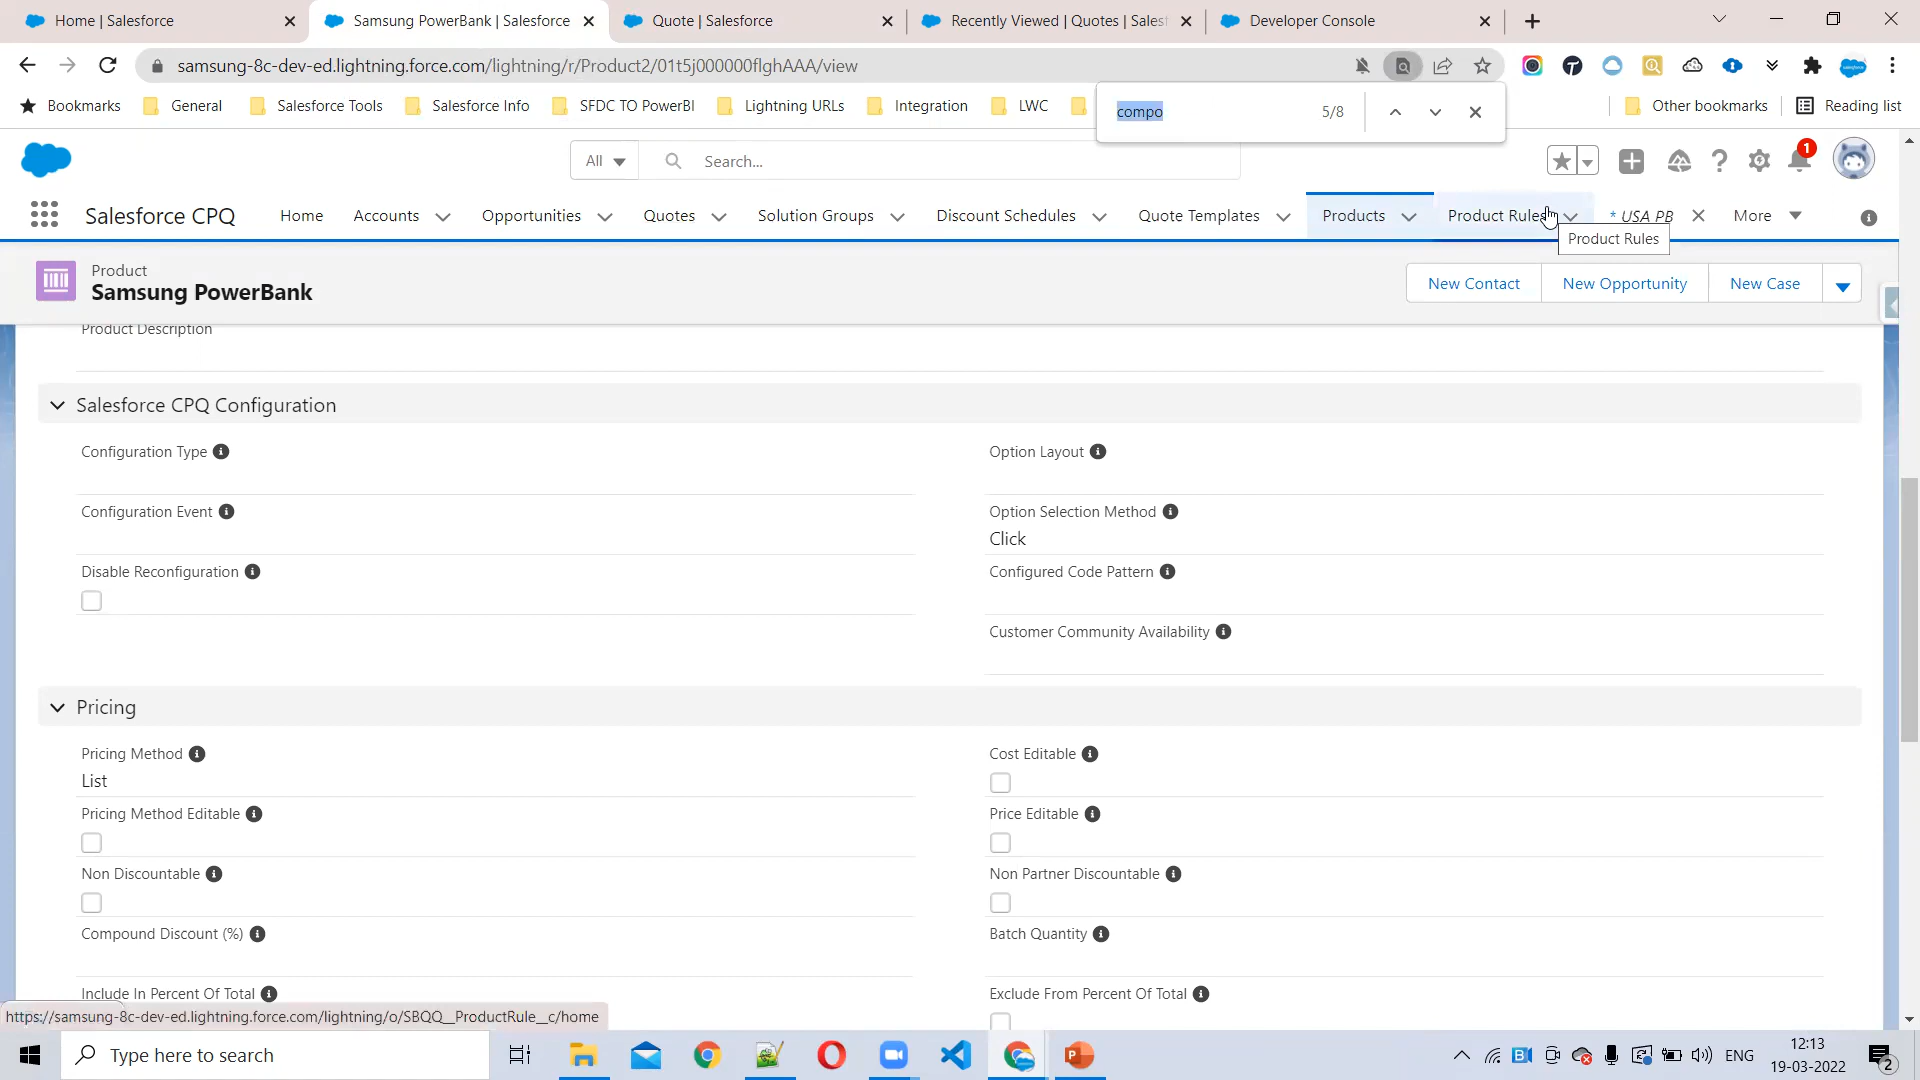 Home | Salesforce
Samsung PowerBank | Salesforce
Quote | Salesforce
Recently Viewed | Quotes | Sales
Developer Console
samsung-8c-dev-ed.lightning.force.com/lightning/r/Product2/01t5j000000flghAAA/view
Bookmarks
General
Salesforce Tools
Salesforce Info
SFDC TO PowerBI
Lightning URLs
Integration
LWC
Other bookmarks
Reading list
compo
5/8
All
Search...
1
Salesforce CPQ
Home
Accounts
Opportunities
Quotes
Solution Groups
Discount Schedules
Quote Templates
Products
Product Rules
* USA PB
More
Product Rules
Product
Samsung PowerBank
New Contact
New Opportunity
New Case
Product Description
Salesforce CPQ Configuration
Configuration Type
Option Layout
Configuration Event
Option Selection Method
Click
Disable Reconfiguration
Configured Code Pattern
Customer Community Availability
Pricing
Pricing Method
List
Cost Editable
Pricing Method Editable
Price Editable
Non Discountable
Non Partner Discountable
Compound Discount (%)
Batch Quantity
Include In Percent Of Total
Exclude From Percent Of Total
https://samsung-8c-dev-ed.lightning.force.com/lightning/o/SBQQ__ProductRule__c/home
Type here to search
ENG
12:13
19-03-2022
2